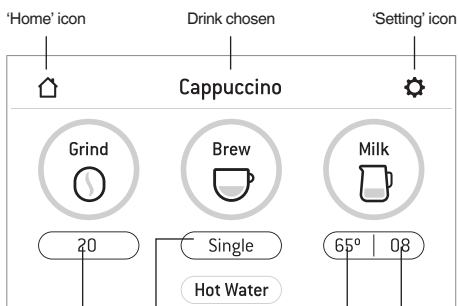 ‘Home’ icon Drink chosen ‘Setting’ icon
Cappuccino
Grind Brew Milk
20 Single 65º 08
Hot Water